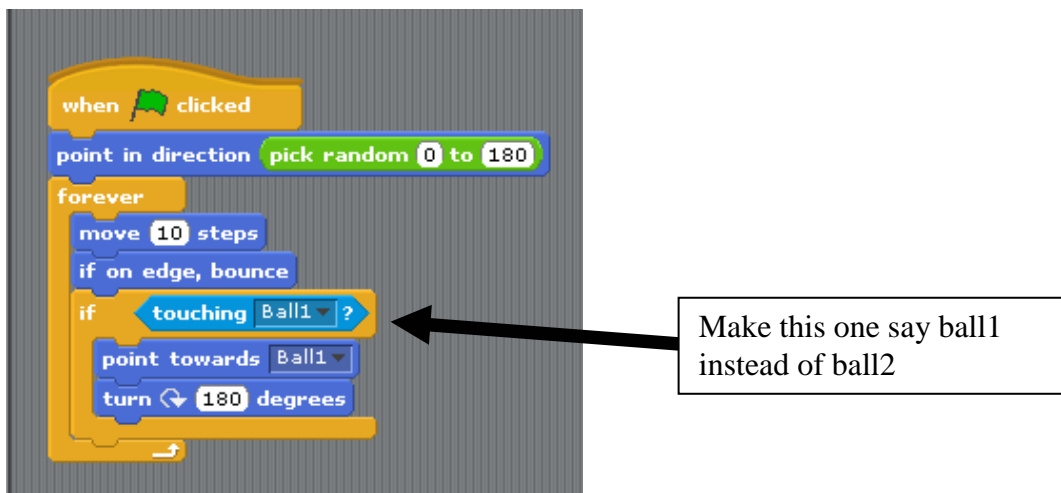 when clicked
point in direction pick random 0 to 180
forever
move 10 steps
if on edge, bounce
if touching Ball1 ?
point towards Ball1
turn 180 degrees
Make this one say ball1
instead of ball2